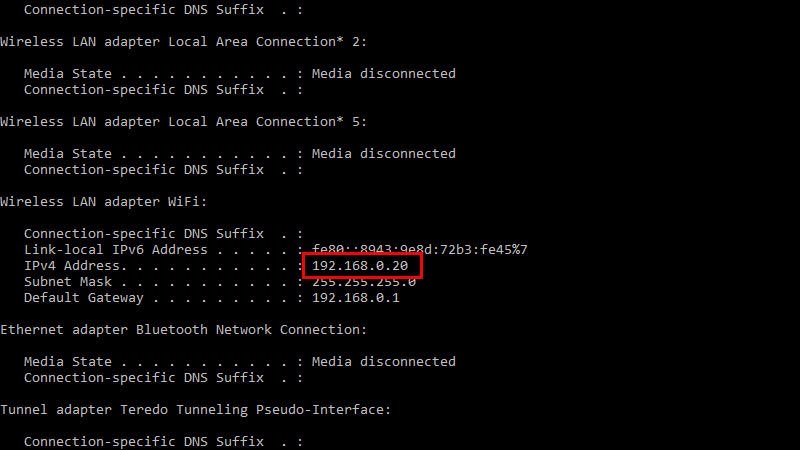 Connection-specific DNS Suffix  . :
Wireless LAN adapter Local Area Connection* 2:
Media State . . . . . . . . . . . : Media disconnected
Connection-specific DNS Suffix  . :
Wireless LAN adapter Local Area Connection* 5:
Media State . . . . . . . . . . . : Media disconnected
Connection-specific DNS Suffix  . :
Wireless LAN adapter WiFi:
Connection-specific DNS Suffix  . :
Link-local IPv6 Address . . . . . : fe80::8943:9e8d:72b3:fe45%7
IPv4 Address. . . . . . . . . . . : 192.168.0.20
Subnet Mask . . . . . . . . . . . : 255.255.255.0
Default Gateway . . . . . . . . . : 192.168.0.1
Ethernet adapter Bluetooth Network Connection:
Media State . . . . . . . . . . . : Media disconnected
Connection-specific DNS Suffix  . :
Tunnel adapter Teredo Tunneling Pseudo-Interface:
Connection-specific DNS Suffix  . :